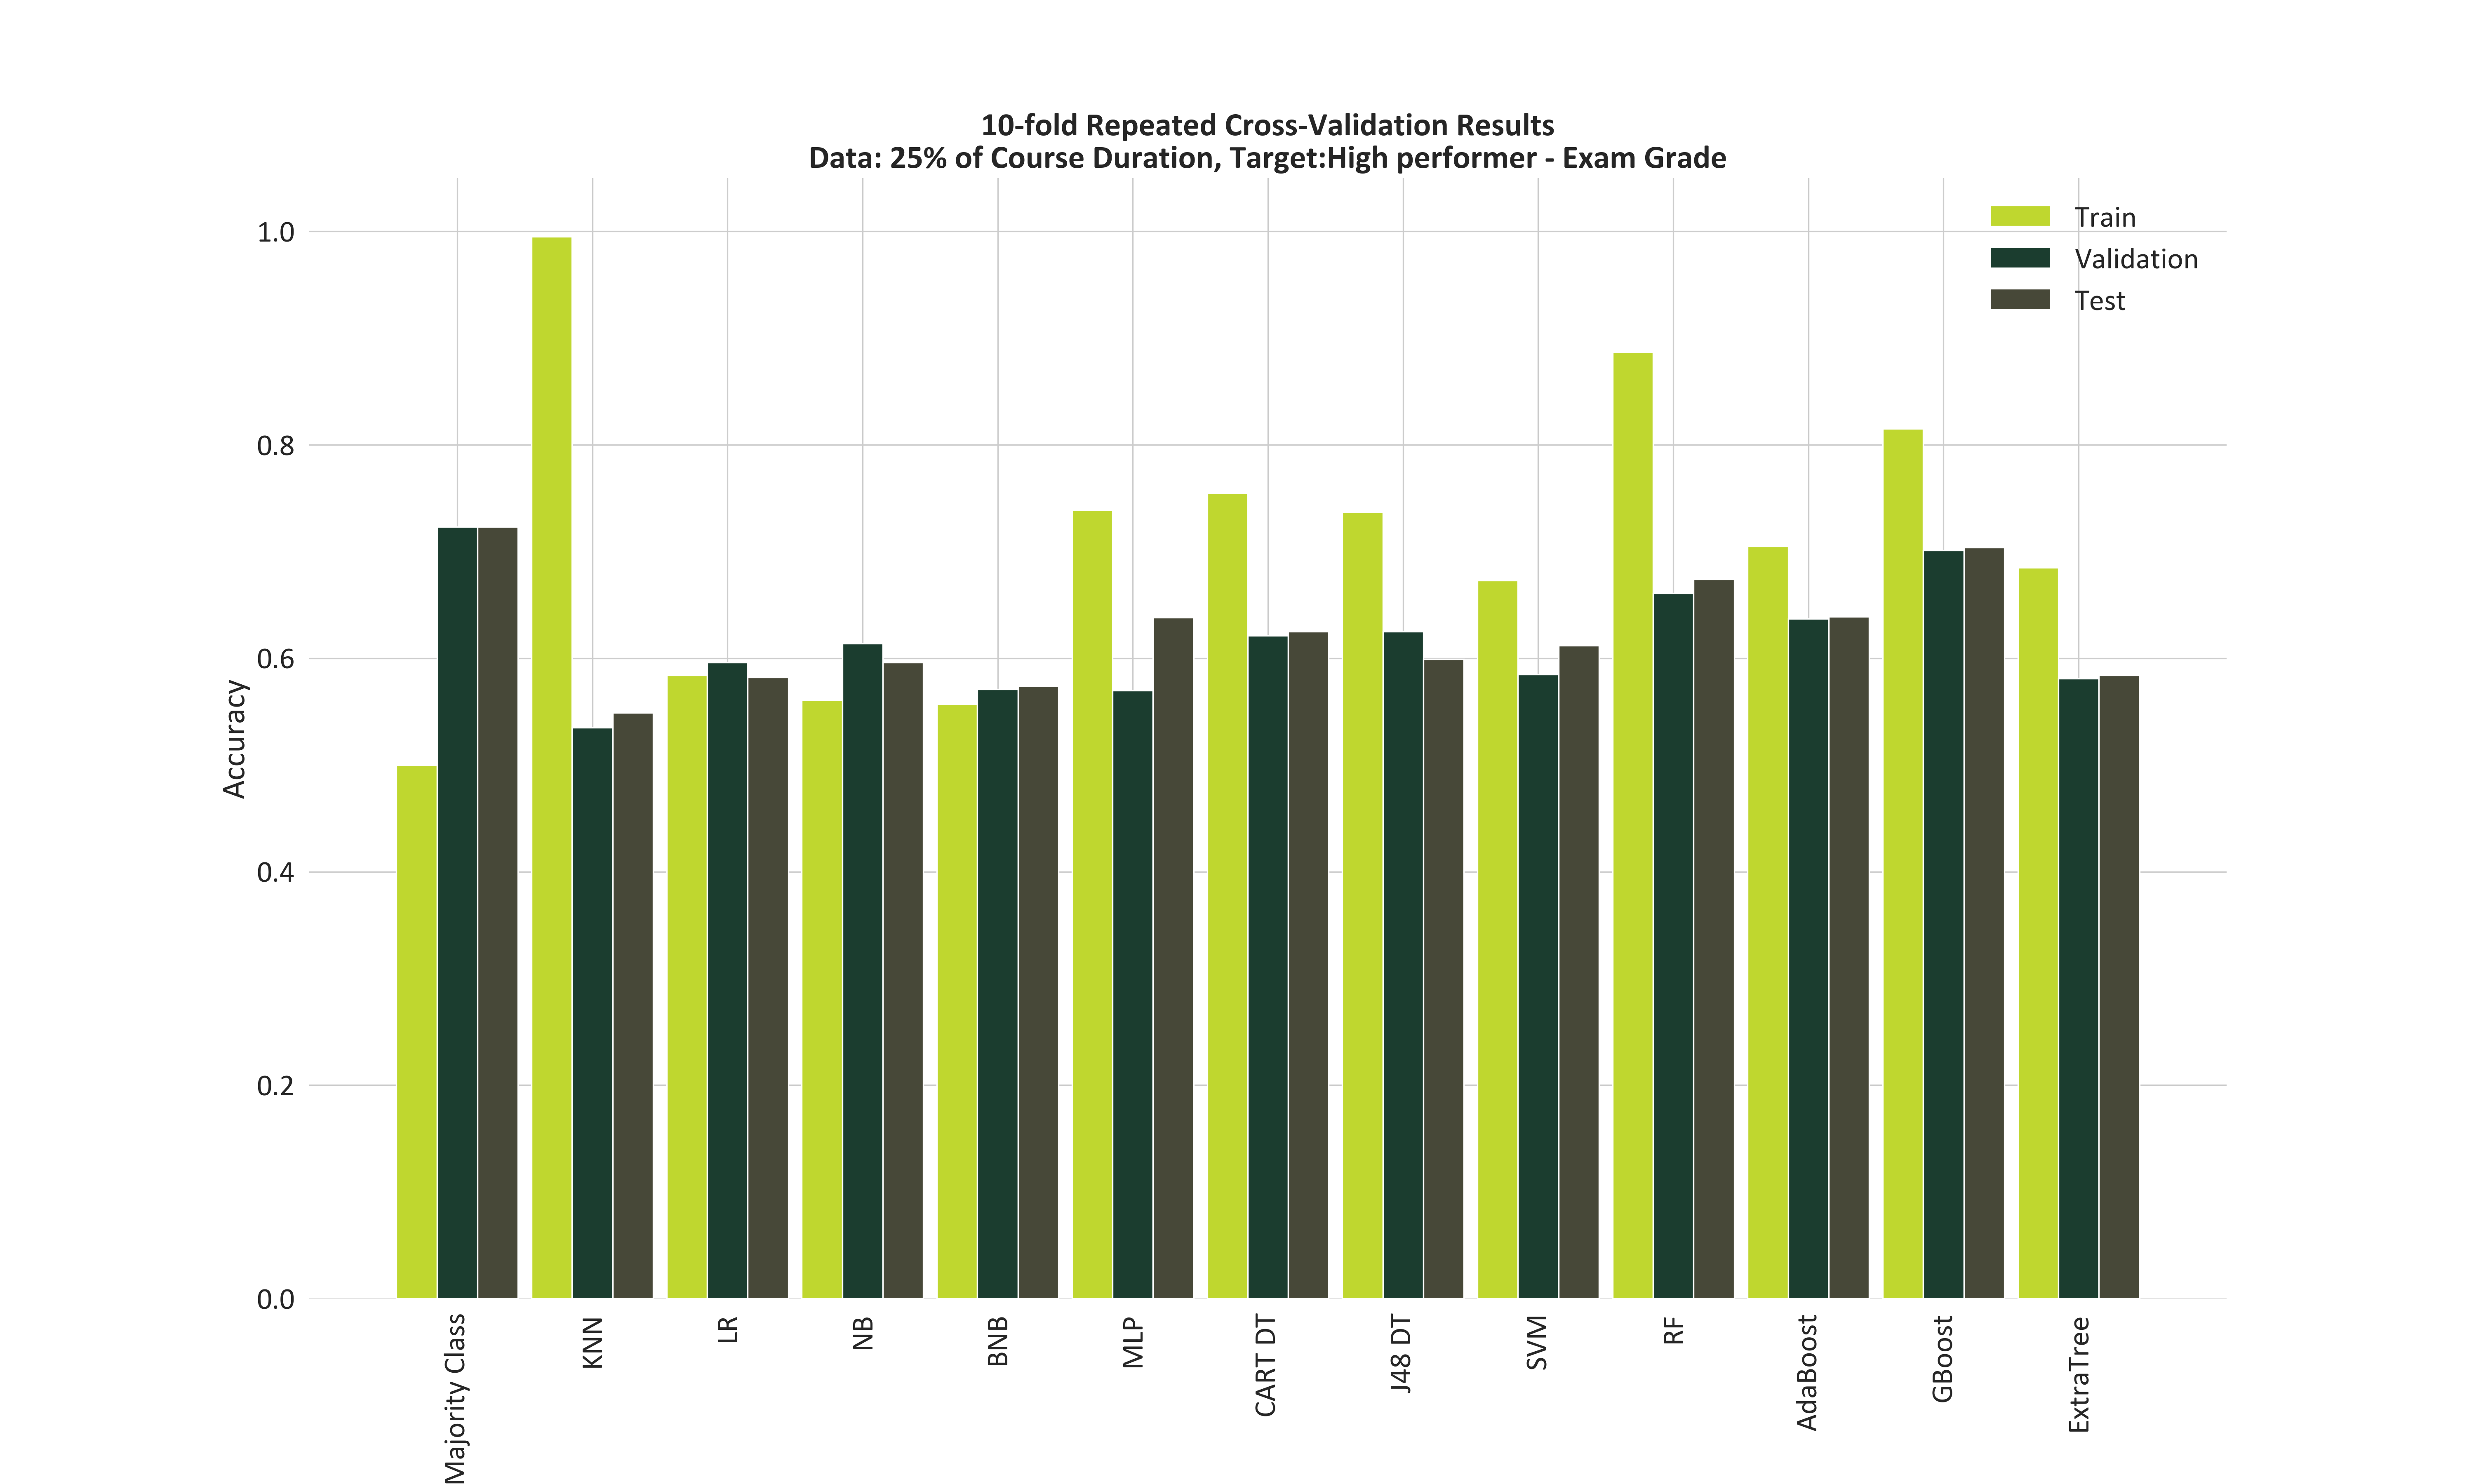 10-fold Repeated Cross-Validation Results
Data: 25% of Course Duration, Target:High performer - Exam Grade
Train
Validation
Test
1.0
0.8
0.6
0.4
0.2
0.0
Accuracy
Majority Class
KNN
LR
NB
BNB
MLP
CART DT
J48 DT
SVM
RF
AdaBoost
GBoost
ExtraTree